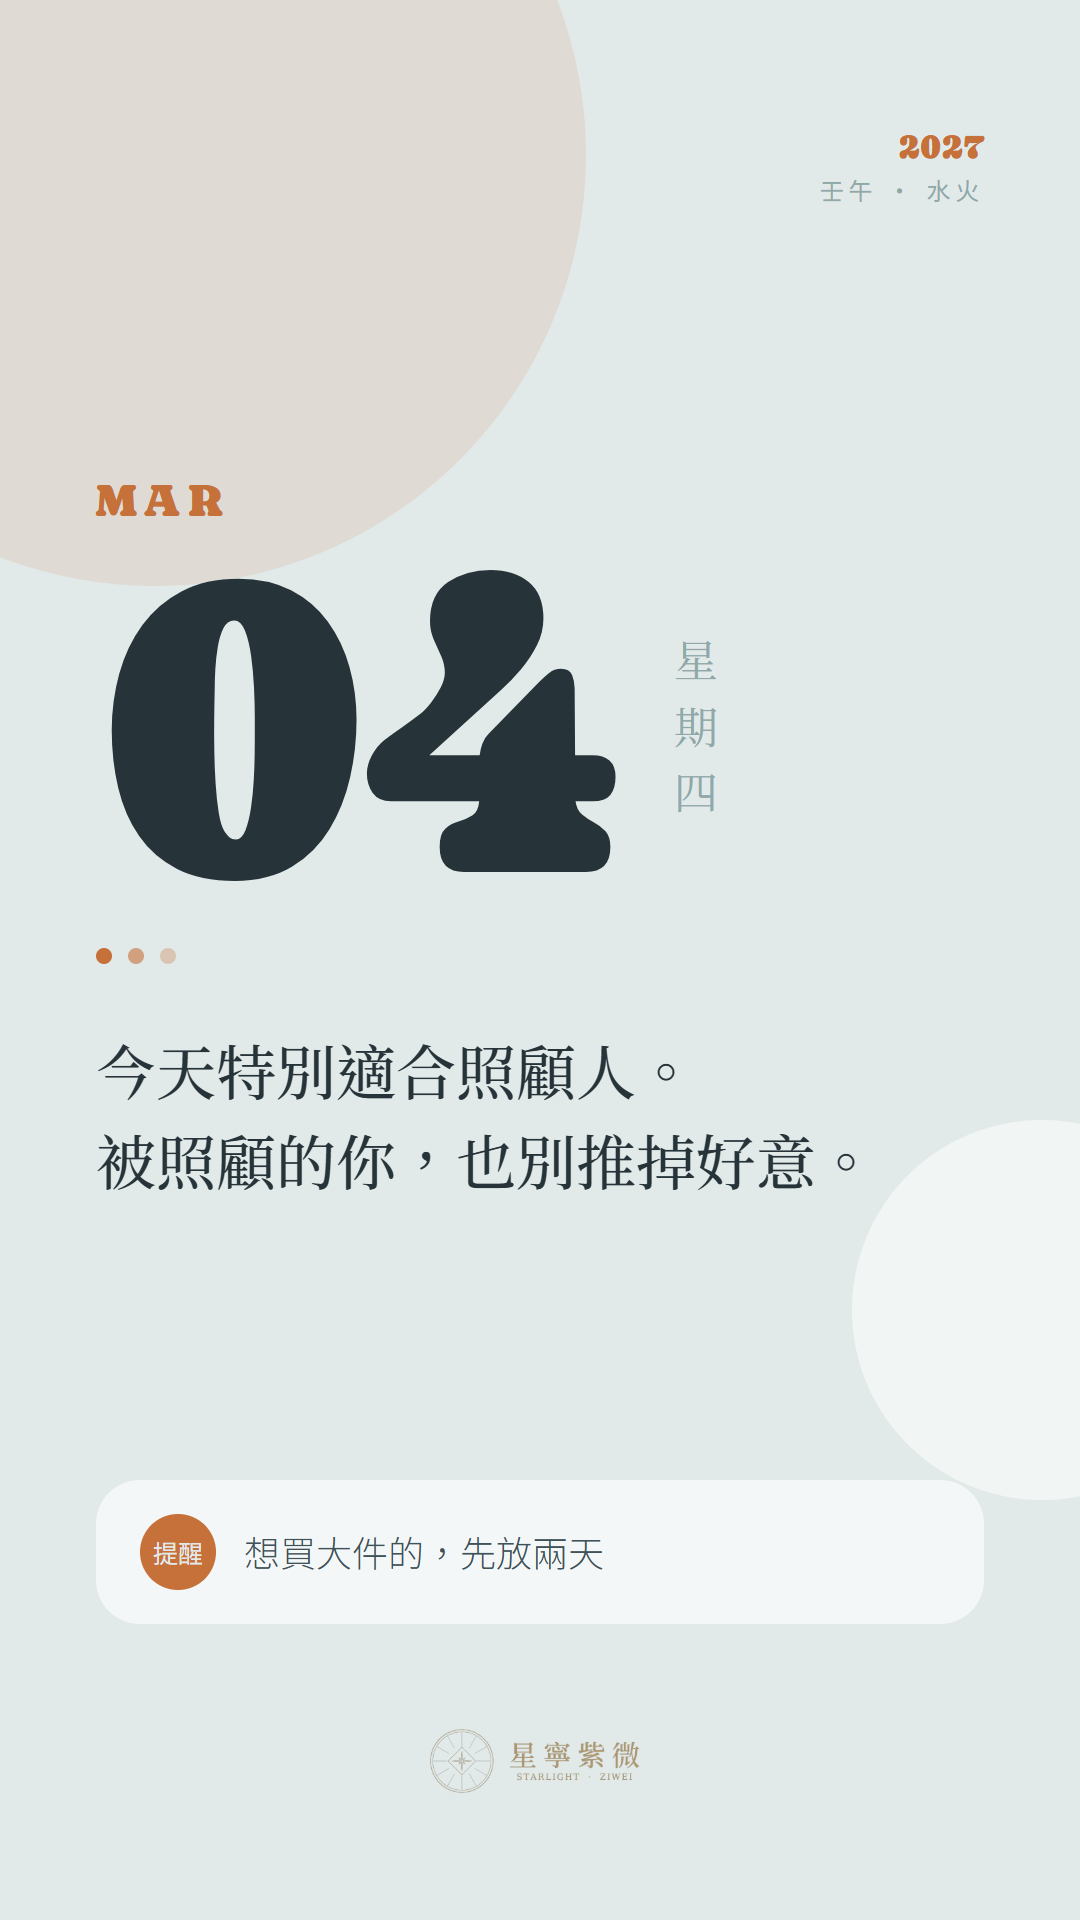 2027
壬午 · 水火
MAR
04
星期四
今天特別適合照顧人。
被照顧的你，也別推掉好意。
提醒
想買大件的，先放兩天
星寧紫微
STARLIGHT · ZIWEI